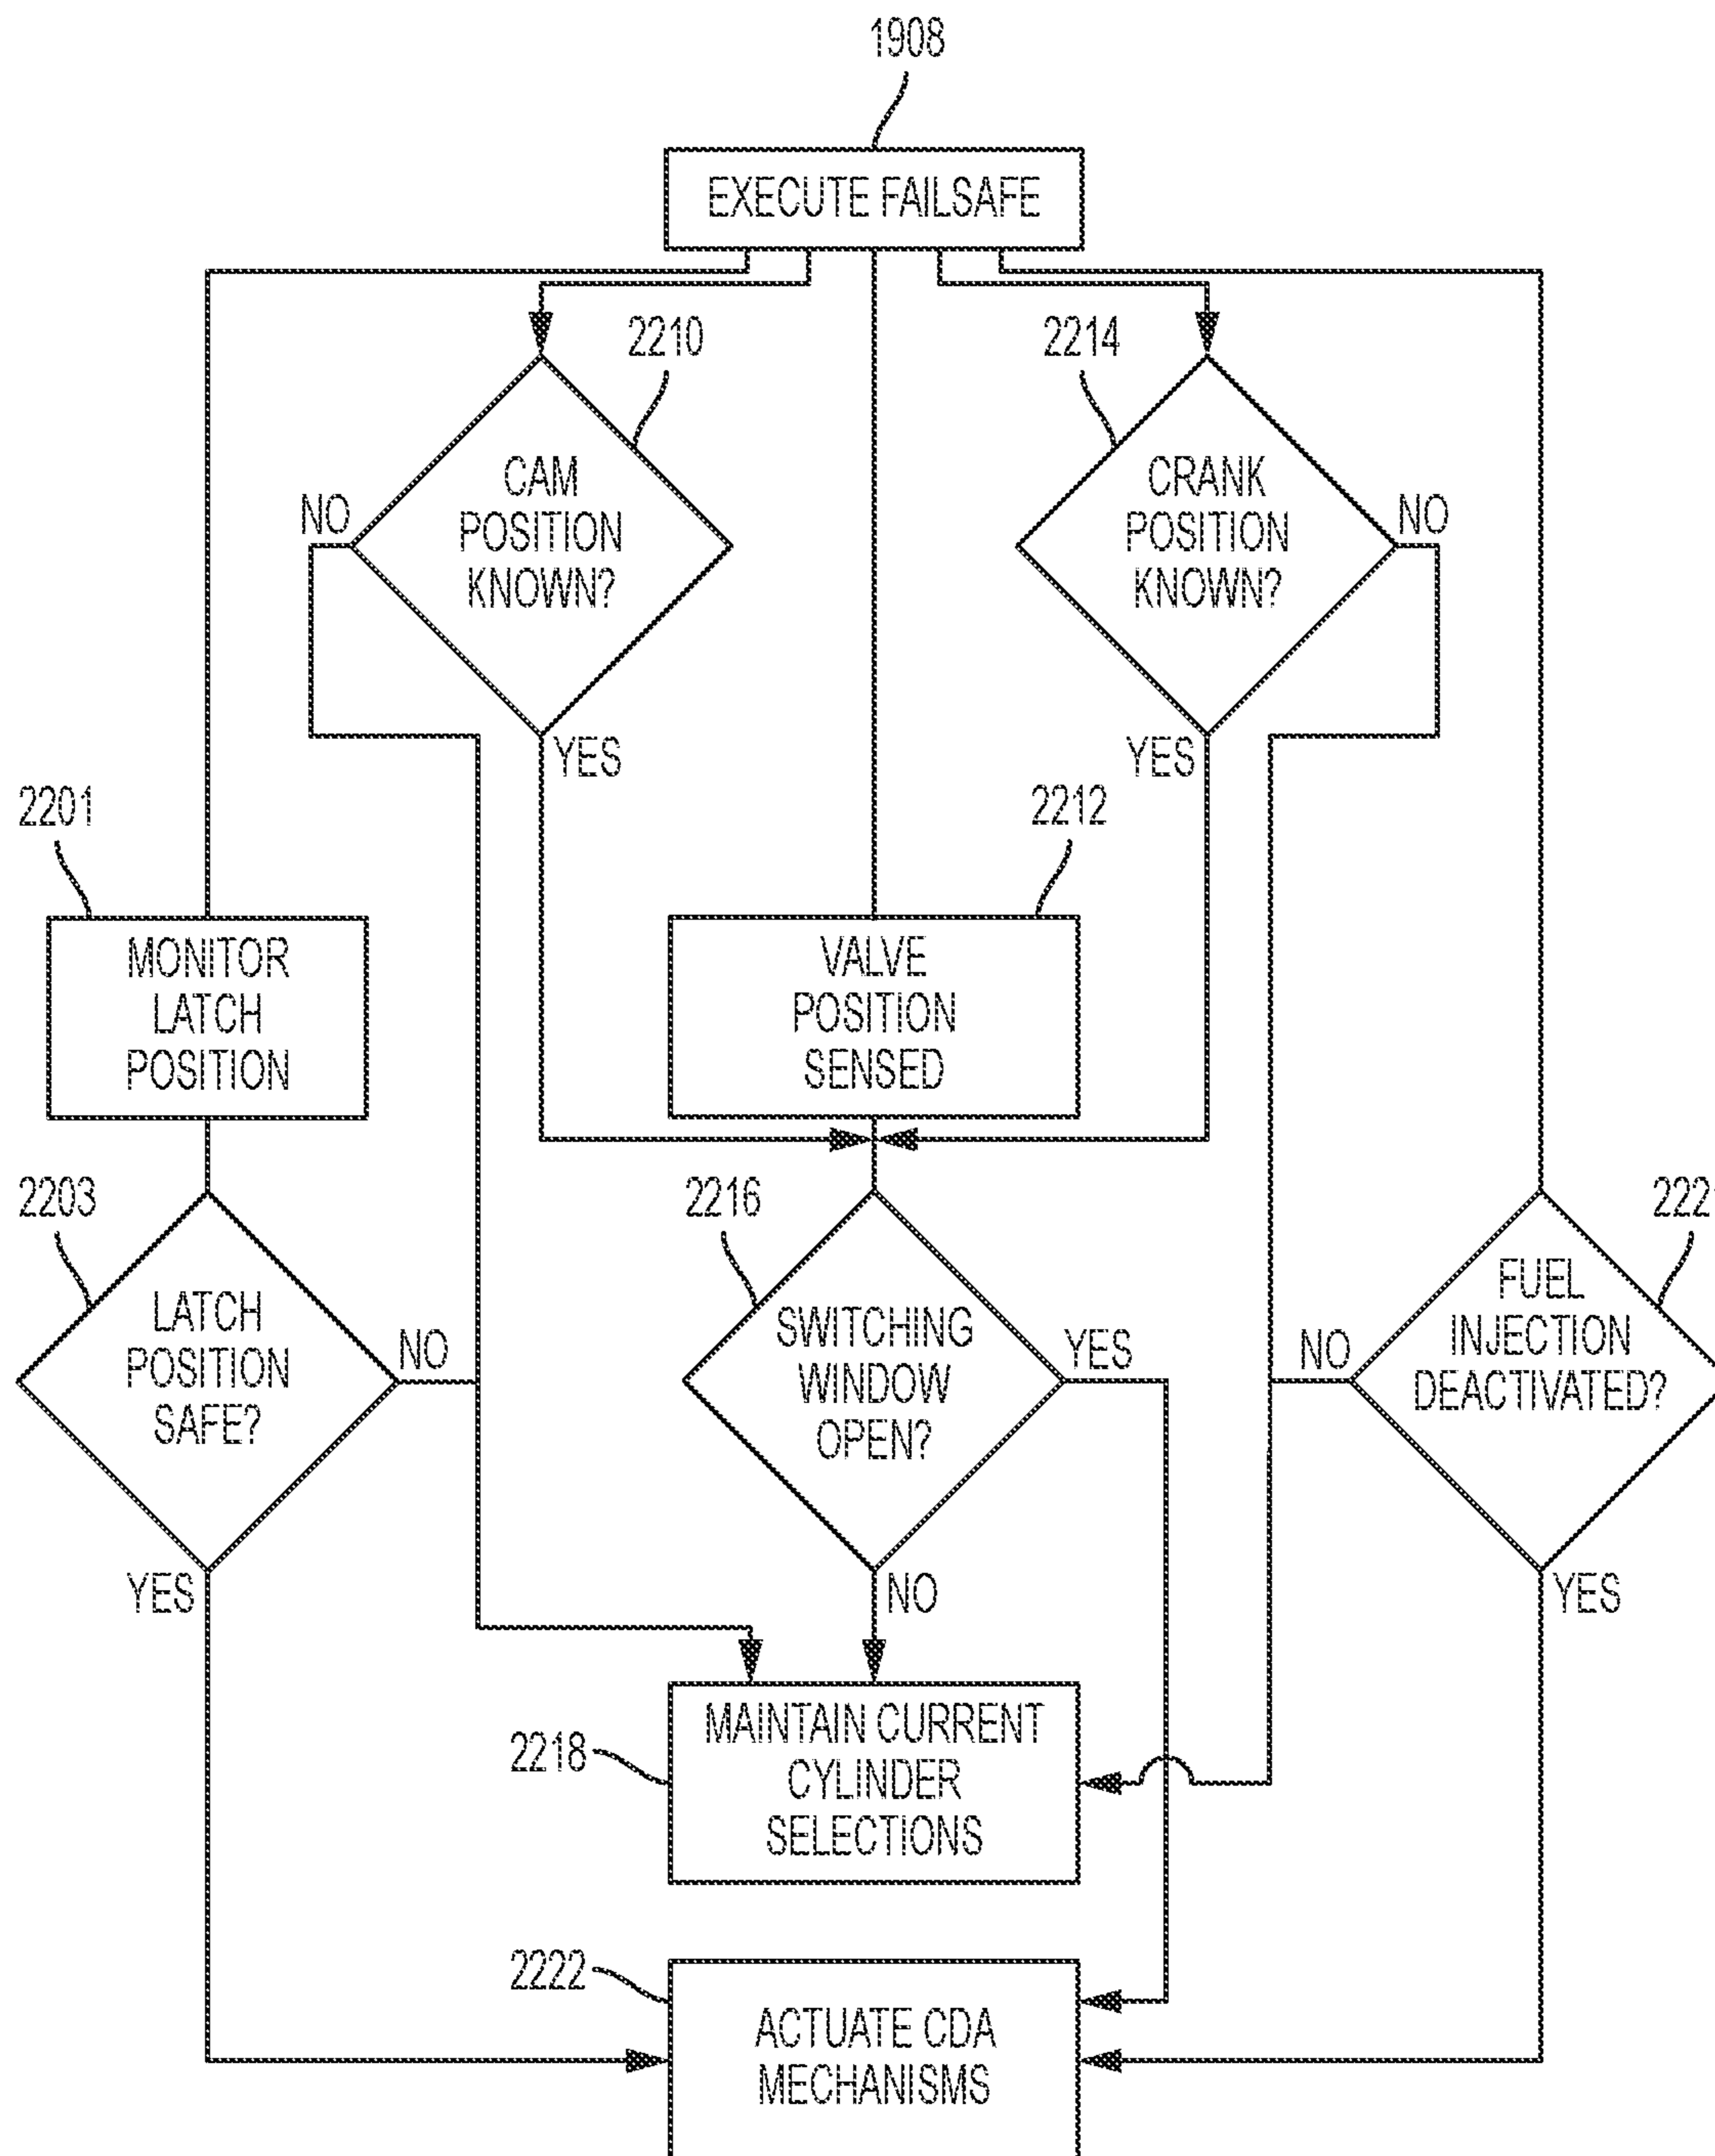 1908
EXECUTE FAILSAFE
2210
2214
CAM
POSITION
KNOWN?
NO
YES
CRANK
POSITION
KNOWN?
NO
YES
2201
MONITOR
LATCH
POSITION
2212
VALVE
POSITION
SENSED
2203
LATCH
POSITION
SAFE?
NO
YES
2216
SWITCHING
WINDOW
OPEN?
YES
NO
FUEL
INJECTION
DEACTIVATED?
NO
YES
2218
MAINTAIN CURRENT
CYLINDER
SELECTIONS
2222
ACTUATE CDA
MECHANISMS